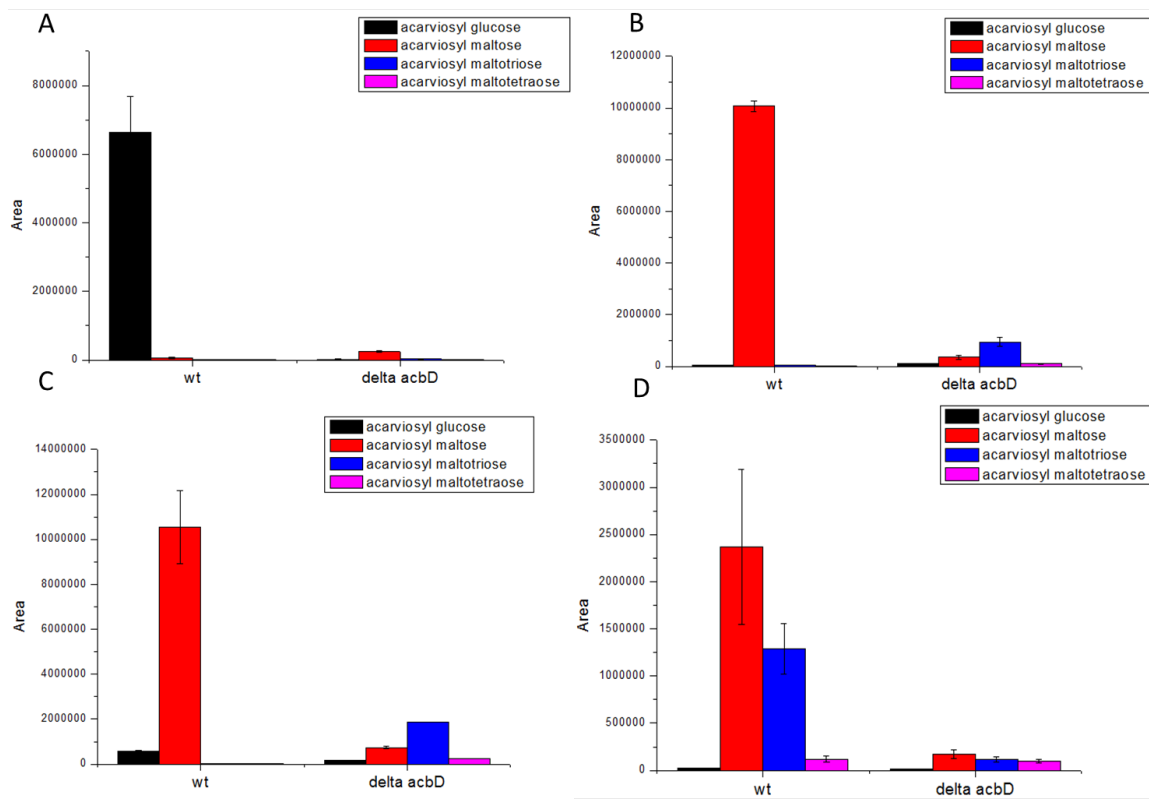 A
acarviosyl glucose
acarviosyl maltose
acarviosyl maltotriose
acarviosyl maltotetraose
8000000
6000000
4000000
2000000
0
Area
wt
delta acbD
B
acarviosyl glucose
acarviosyl maltose
acarviosyl maltotriose
acarviosyl maltotetraose
12000000
10000000
8000000
6000000
4000000
2000000
0
Area
wt
delta acbD
C
acarviosyl glucose
acarviosyl maltose
acarviosyl maltotriose
acarviosyl maltotetraose
14000000
12000000
10000000
8000000
6000000
4000000
2000000
0
Area
wt
delta acbD
D
acarviosyl glucose
acarviosyl maltose
acarviosyl maltotriose
acarviosyl maltotetraose
3500000
3000000
2500000
2000000
1500000
1000000
500000
0
Area
wt
delta acbD